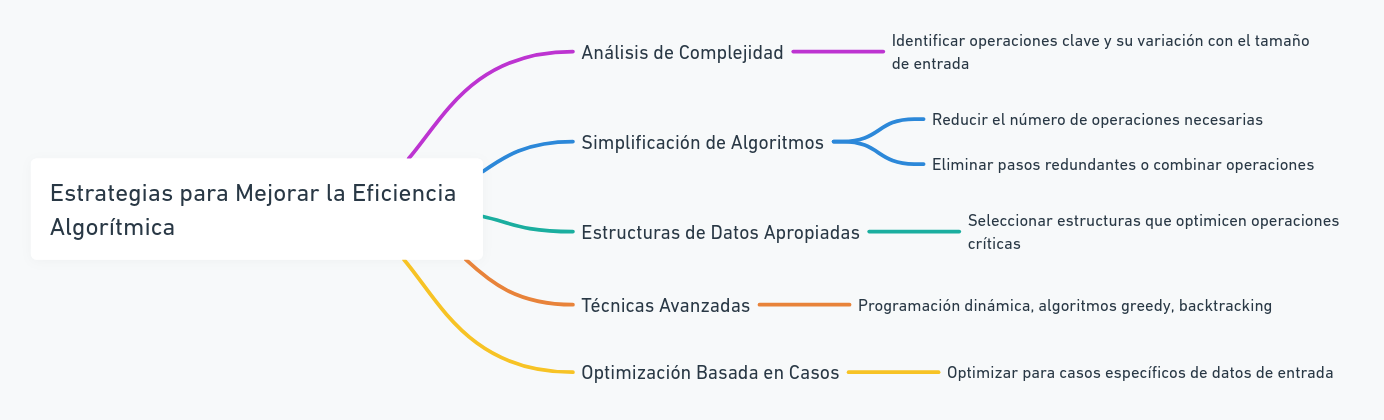 Estrategias para Mejorar la Eficiencia
Algorítmica
Análisis de Complejidad
Identificar operaciones clave y su variación con el tamaño
de entrada
Simplificación de Algoritmos
Reducir el número de operaciones necesarias
Eliminar pasos redundantes o combinar operaciones
Estructuras de Datos Apropiadas
Seleccionar estructuras que optimicen operaciones
críticas
Técnicas Avanzadas
Programación dinámica, algoritmos greedy, backtracking
Optimización Basada en Casos
Optimizar para casos específicos de datos de entrada